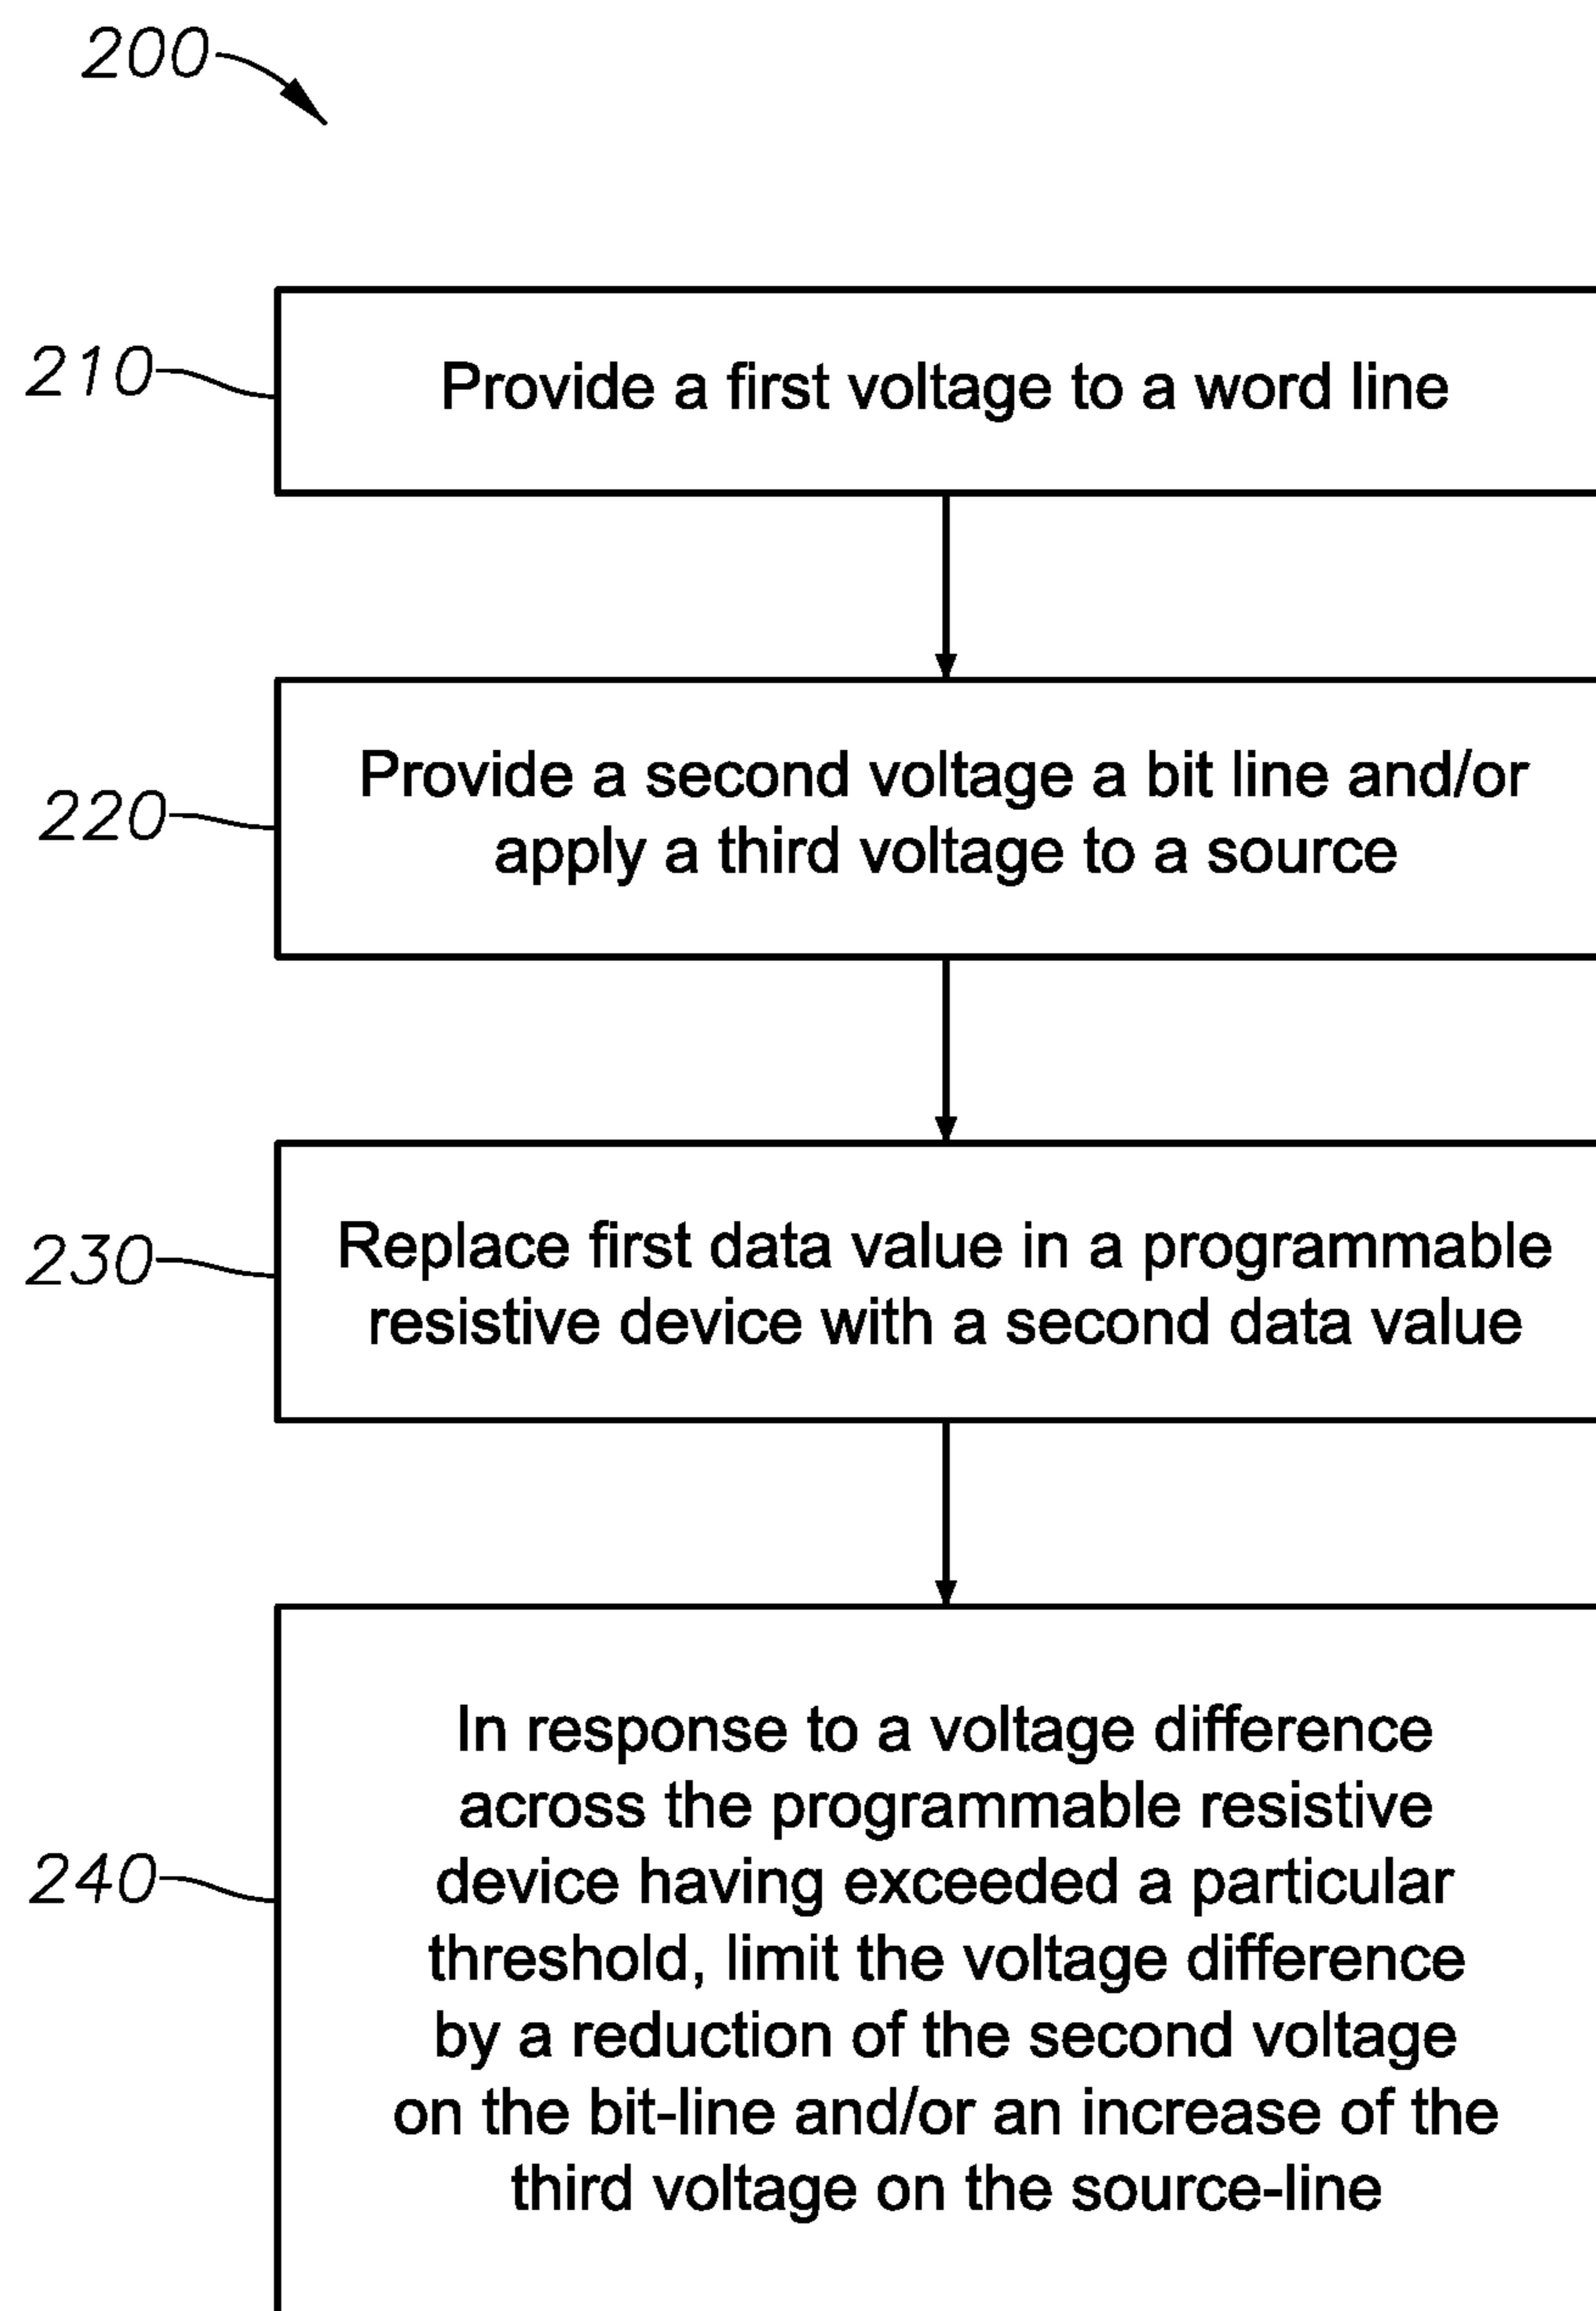 200
210
Provide a first voltage to a word line
220
Provide a second voltage a bit line and/or
apply a third voltage to a source
230
Replace first data value in a programmable
resistive device with a second data value
240
In response to a voltage difference
across the programmable resistive
device having exceeded a particular
threshold, limit the voltage difference
by a reduction of the second voltage
on the bit-line and/or an increase of the
third voltage on the source-line